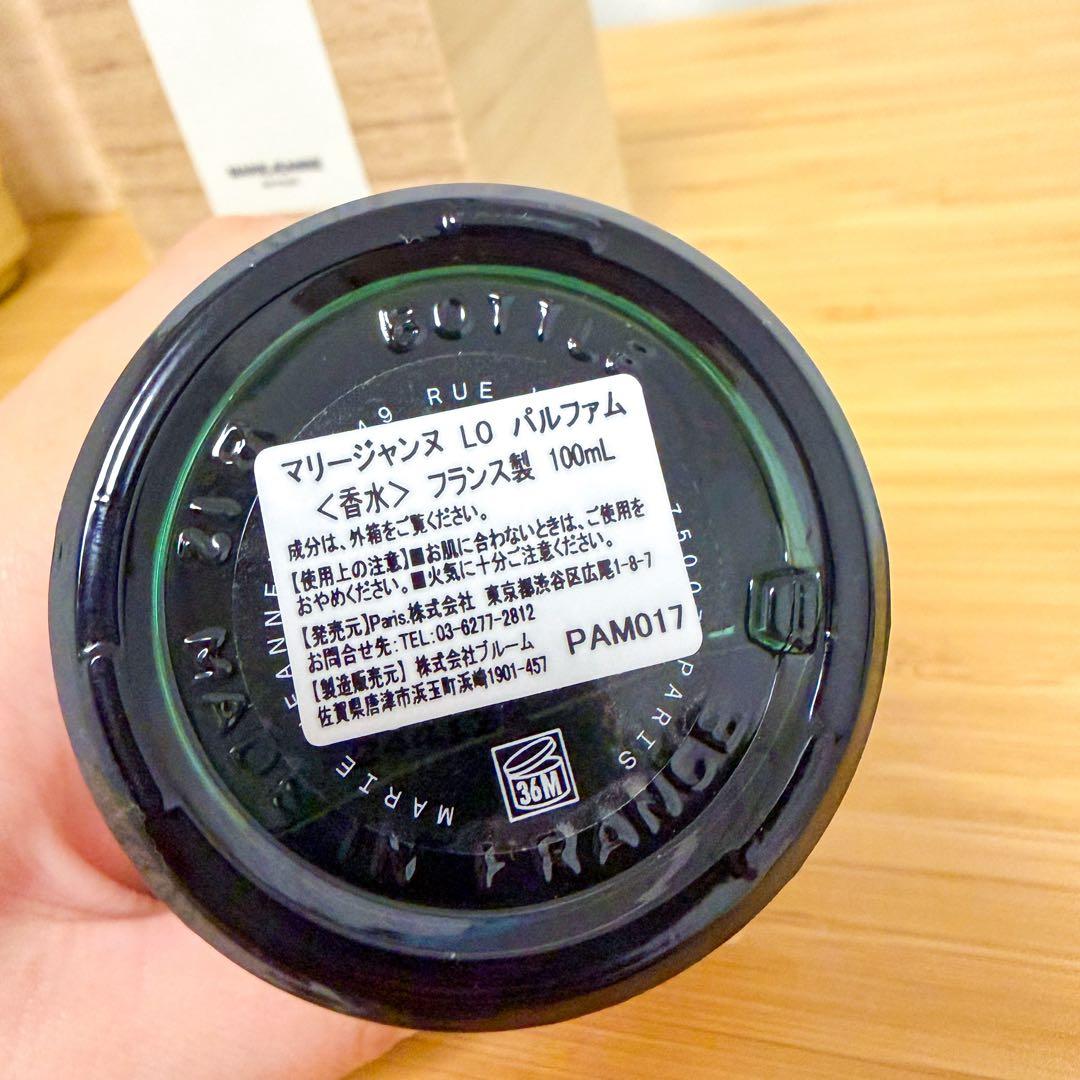 マリージャンヌ LO パルファム
<香水> フランス製 100mL
成分は、外箱をご覧ください。
【使用上の注意】■お肌に合わないときは、ご使用を
おやめください。■火気に十分ご注意ください。
【発売元】Paris.株式会社 東京都渋谷区広尾1-8-7
お問合せ先:TEL:03-6277-2812
【製造販売元】 株式会社ブルーム
佐賀県唐津市浜玉町浜崎1901-457
PAM017
36M
BOTTLE
MADE IN FRANCE
RUE
MARIE
PARIS